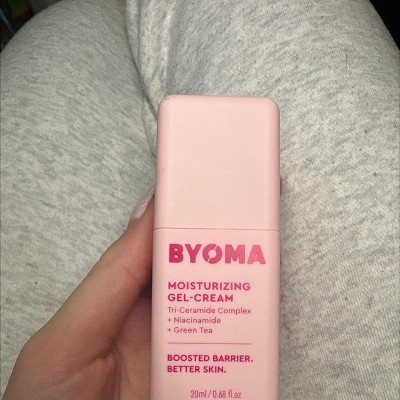 BYOMA
MOISTURIZING
GEL-CREAM
Tri-Ceramide Complex
+ Niacinamide
+ Green Tea
BOOSTED BARRIER.
BETTER SKIN.
20ml / 0.68 fl.oz